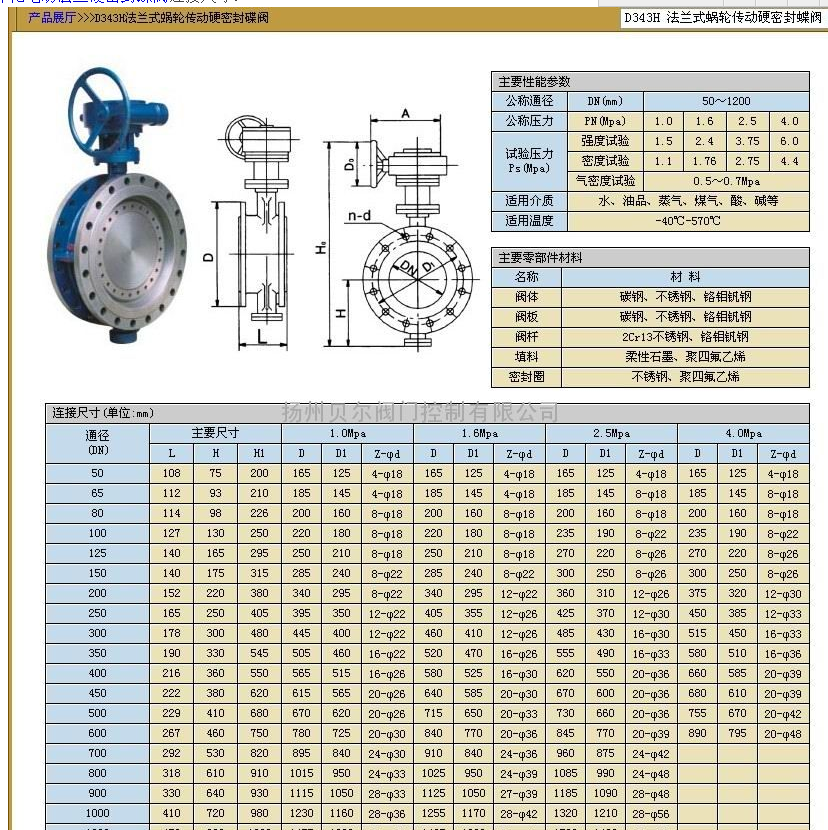 产品展厅>>>D343H法兰式蜗轮传动硬密封碟阀
D343H 法兰式蜗轮传动硬密封蝶阀
A
D₀
n-d
H₀
D
DN
D1
H
L
主要性能参数
公称通径 DN(mm) 50～1200
公称压力 PN(Mpa) 1.0 1.6 2.5 4.0
试验压力 Ps(Mpa)
强度试验 1.5 2.4 3.75 6.0
密度试验 1.1 1.76 2.75 4.4
气密度试验 0.5～0.7Mpa
适用介质 水、油品、蒸气、煤气、酸、碱等
适用温度 -40℃-570℃
主要零部件材料
名称 材 料
阀体 碳钢、不锈钢、铬钼钒钢
阀板 碳钢、不锈钢、铬钼钒钢
阀杆 2Cr13不锈钢、铬钼钒钢
填料 柔性石墨、聚四氟乙烯
密封圈 不锈钢、聚四氟乙烯
连接尺寸(单位:mm)
扬州贝尔阀门控制有限公司
通径 (DN) 主要尺寸 1.0Mpa 1.6Mpa 2.5Mpa 4.0Mpa
L H H1 D D1 Z-φd D D1 Z-φd D D1 Z-φd D D1 Z-φd
50 108 75 200 165 125 4-φ18 165 125 4-φ18 165 125 4-φ18 165 125 4-φ18
65 112 93 210 185 145 4-φ18 185 145 4-φ18 185 145 8-φ18 185 145 8-φ18
80 114 98 226 200 160 8-φ18 200 160 8-φ18 200 160 8-φ18 200 160 8-φ18
100 127 130 250 220 180 8-φ18 220 180 8-φ18 235 190 8-φ22 235 190 8-φ22
125 140 165 295 250 210 8-φ18 250 210 8-φ18 270 220 8-φ26 270 220 8-φ26
150 140 175 315 285 240 8-φ22 285 240 8-φ22 300 250 8-φ26 300 250 8-φ26
200 152 220 380 340 295 8-φ22 340 295 12-φ22 360 310 12-φ26 375 320 12-φ30
250 165 250 405 395 350 12-φ22 405 355 12-φ26 425 370 12-φ30 450 385 12-φ33
300 178 300 480 445 400 12-φ22 460 410 12-φ26 485 430 16-φ30 515 450 16-φ33
350 190 330 545 505 460 16-φ22 520 470 16-φ26 555 490 16-φ33 580 510 16-φ36
400 216 360 550 565 515 16-φ26 580 525 16-φ30 620 550 20-φ36 660 585 20-φ39
450 222 380 620 615 565 20-φ26 640 585 20-φ30 670 600 20-φ36 680 610 20-φ39
500 229 410 680 670 620 20-φ26 715 650 20-φ33 730 660 20-φ36 755 670 20-φ42
600 267 460 750 780 725 20-φ30 840 770 20-φ36 845 770 20-φ39 890 795 20-φ48
700 292 530 820 895 840 24-φ30 910 840 24-φ36 960 875 24-φ42
800 318 610 910 1015 950 24-φ33 1025 950 24-φ39 1085 990 24-φ48
900 330 640 930 1115 1050 28-φ33 1125 1050 27-φ39 1185 1090 28-φ48
1000 410 720 980 1230 1160 28-φ36 1255 1170 28-φ42 1320 1210 28-φ56